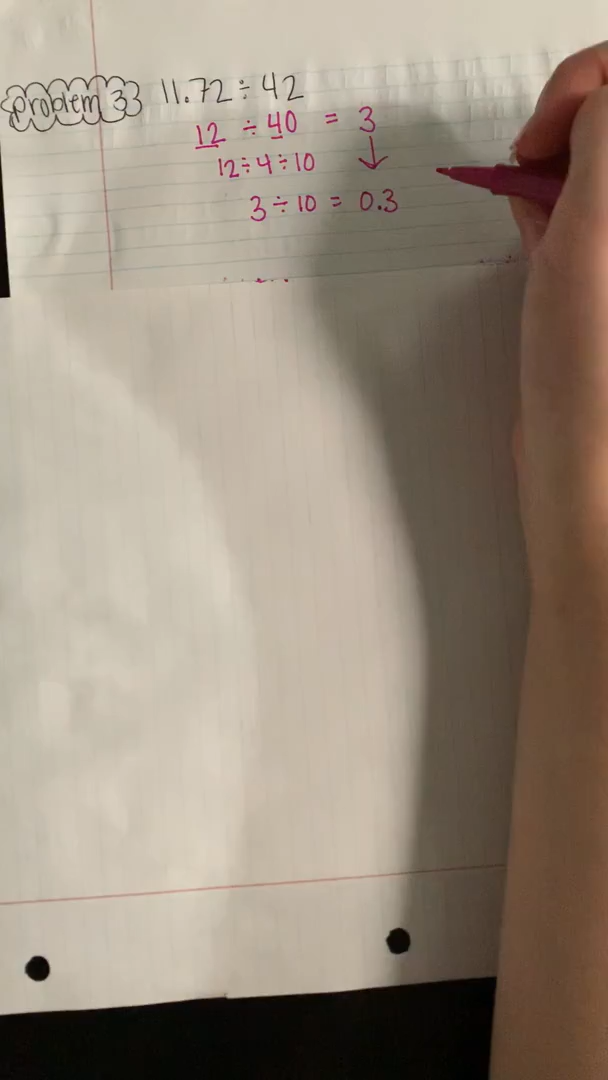 problem 3 11.72 ÷ 42
12 ÷ 40 = 3
12 ÷ 4 ÷ 10 ↓
3 ÷ 10 = 0.3